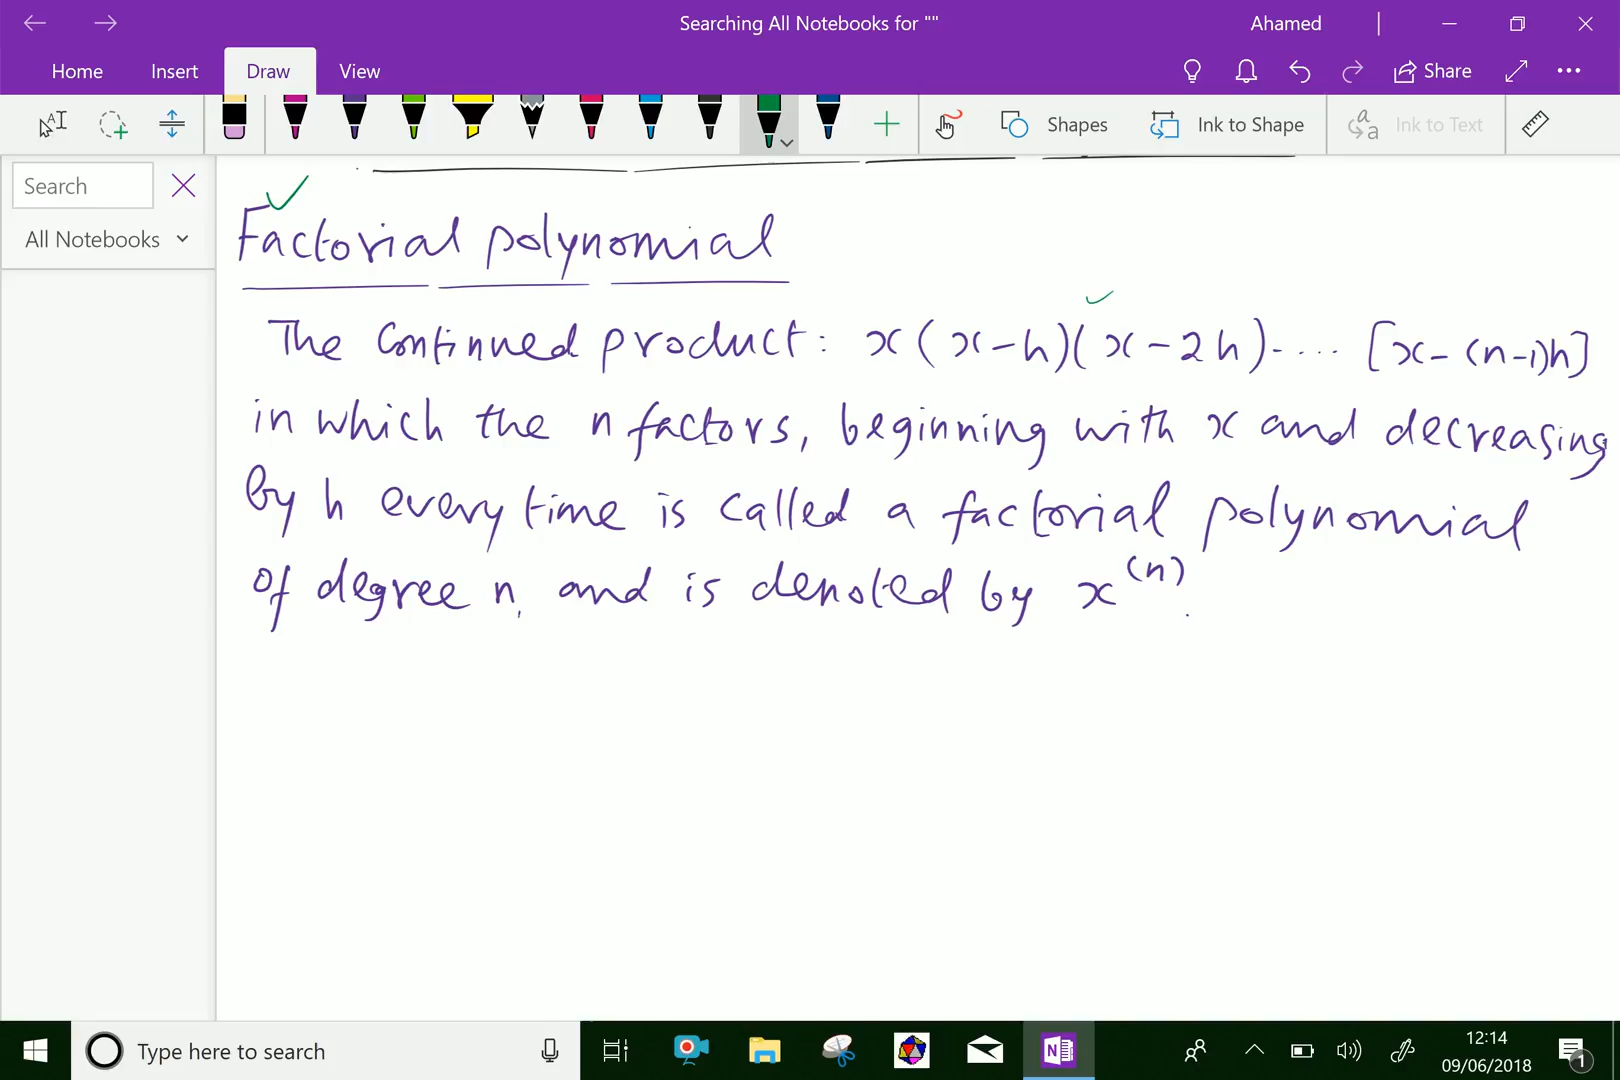 Searching All Notebooks for ""
Ahamed
Home Insert Draw View
Share
Shapes
Ink to Shape
Ink to Text
Search
All Notebooks
Factorial polynomial
The continued product: x(x-h)(x-2h)-.... [x-(n-1)h]
in which the n factors, beginning with x and decreasing
by h every time is called a factorial polynomial
of degree n, and is denoted by x^(n).
Type here to search
12:14
09/06/2018
1